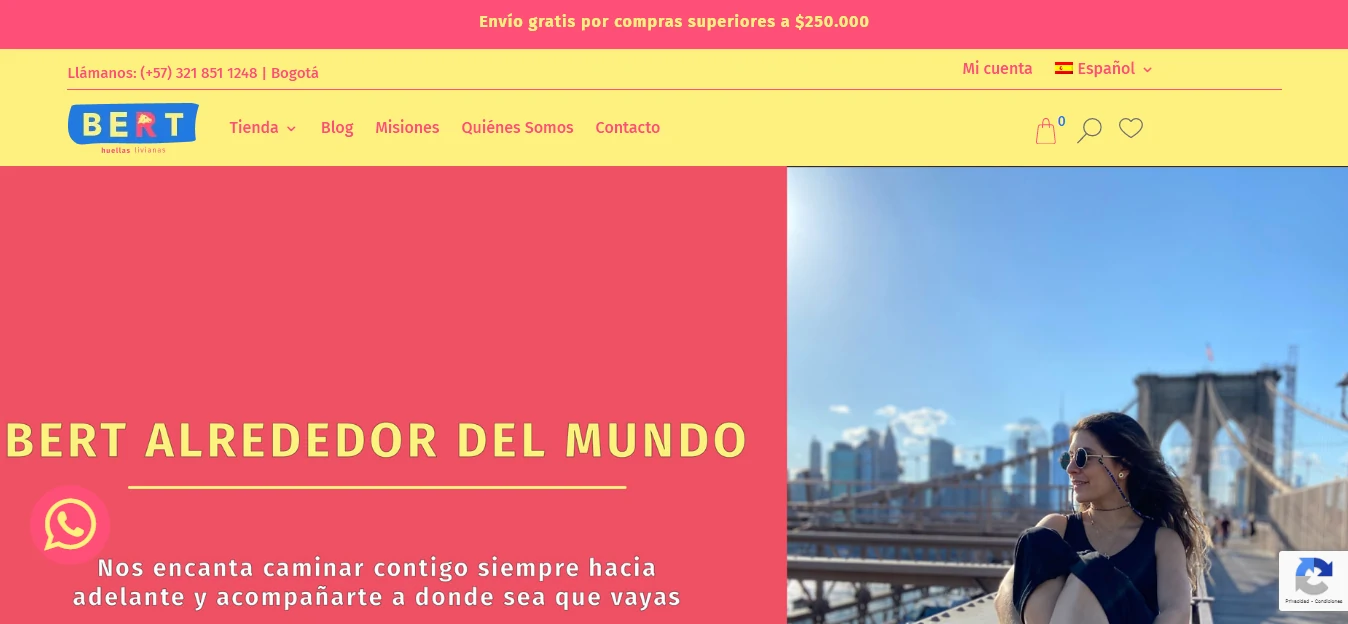 Envío gratis por compras superiores a $250.000
Llámanos: (+57) 321 851 1248 | Bogotá
Mi cuenta
Español
BERT
huellas livianas
Tienda
Blog
Misiones
Quiénes Somos
Contacto
0
BERT ALREDEDOR DEL MUNDO
Nos encanta caminar contigo siempre hacia
adelante y acompañarte a donde sea que vayas
Privacidad - Condiciones